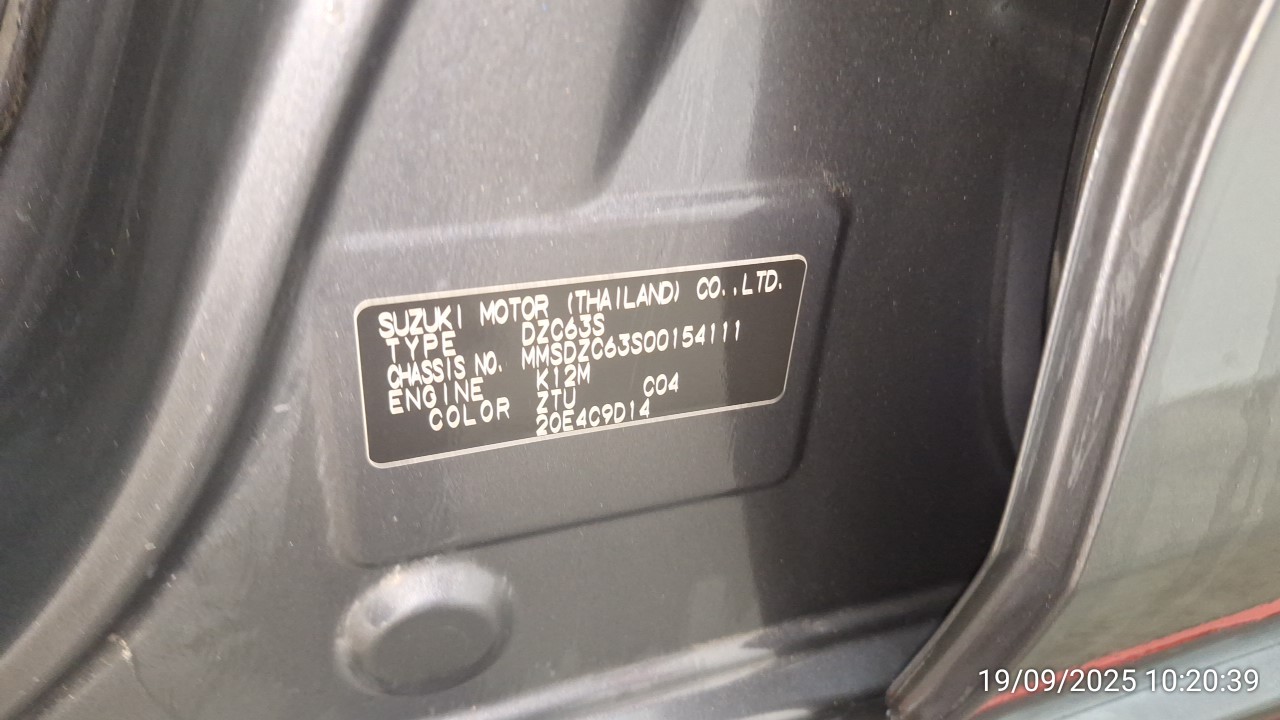 SUZUKI MOTOR (THAILAND) CO.,LTD.
TYPE DZC63S
CHASSIS NO. MMSDZC63S00154111
ENGINE K12M
COLOR ZTU C04
20E4C9D14
19/09/2025 10:20:39